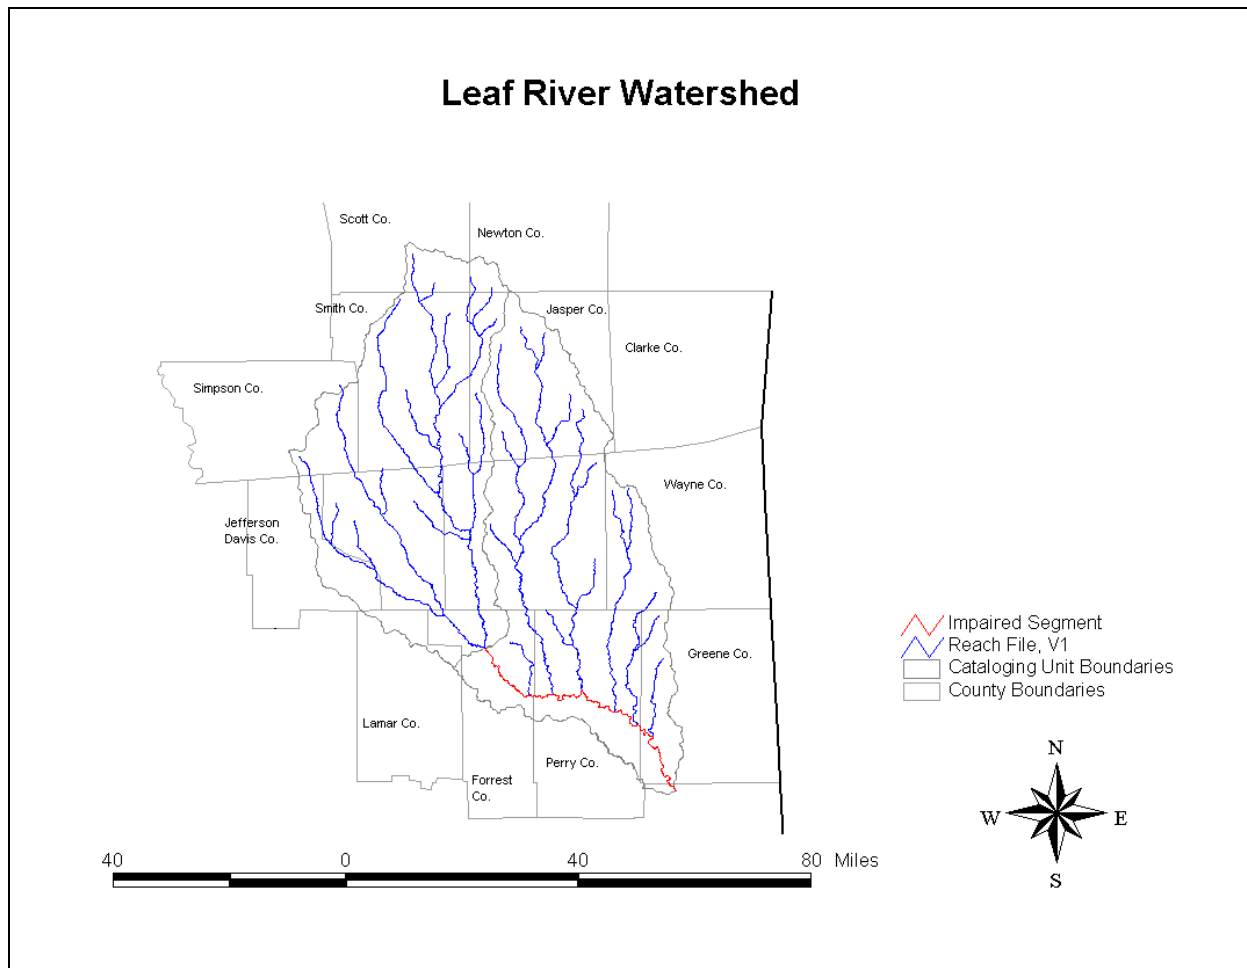 Leaf River Watershed
Scott Co.
Newton Co.
Smith Co.
Jasper Co.
Clarke Co.
Simpson Co.
Wayne Co.
Jefferson
Davis Co.
Greene Co.
Lamar Co.
Perry Co.
Forrest
Co.
Impaired Segment
Reach File, V1
Cataloging Unit Boundaries
County Boundaries
N
W E
S
40 0 40 80 Miles